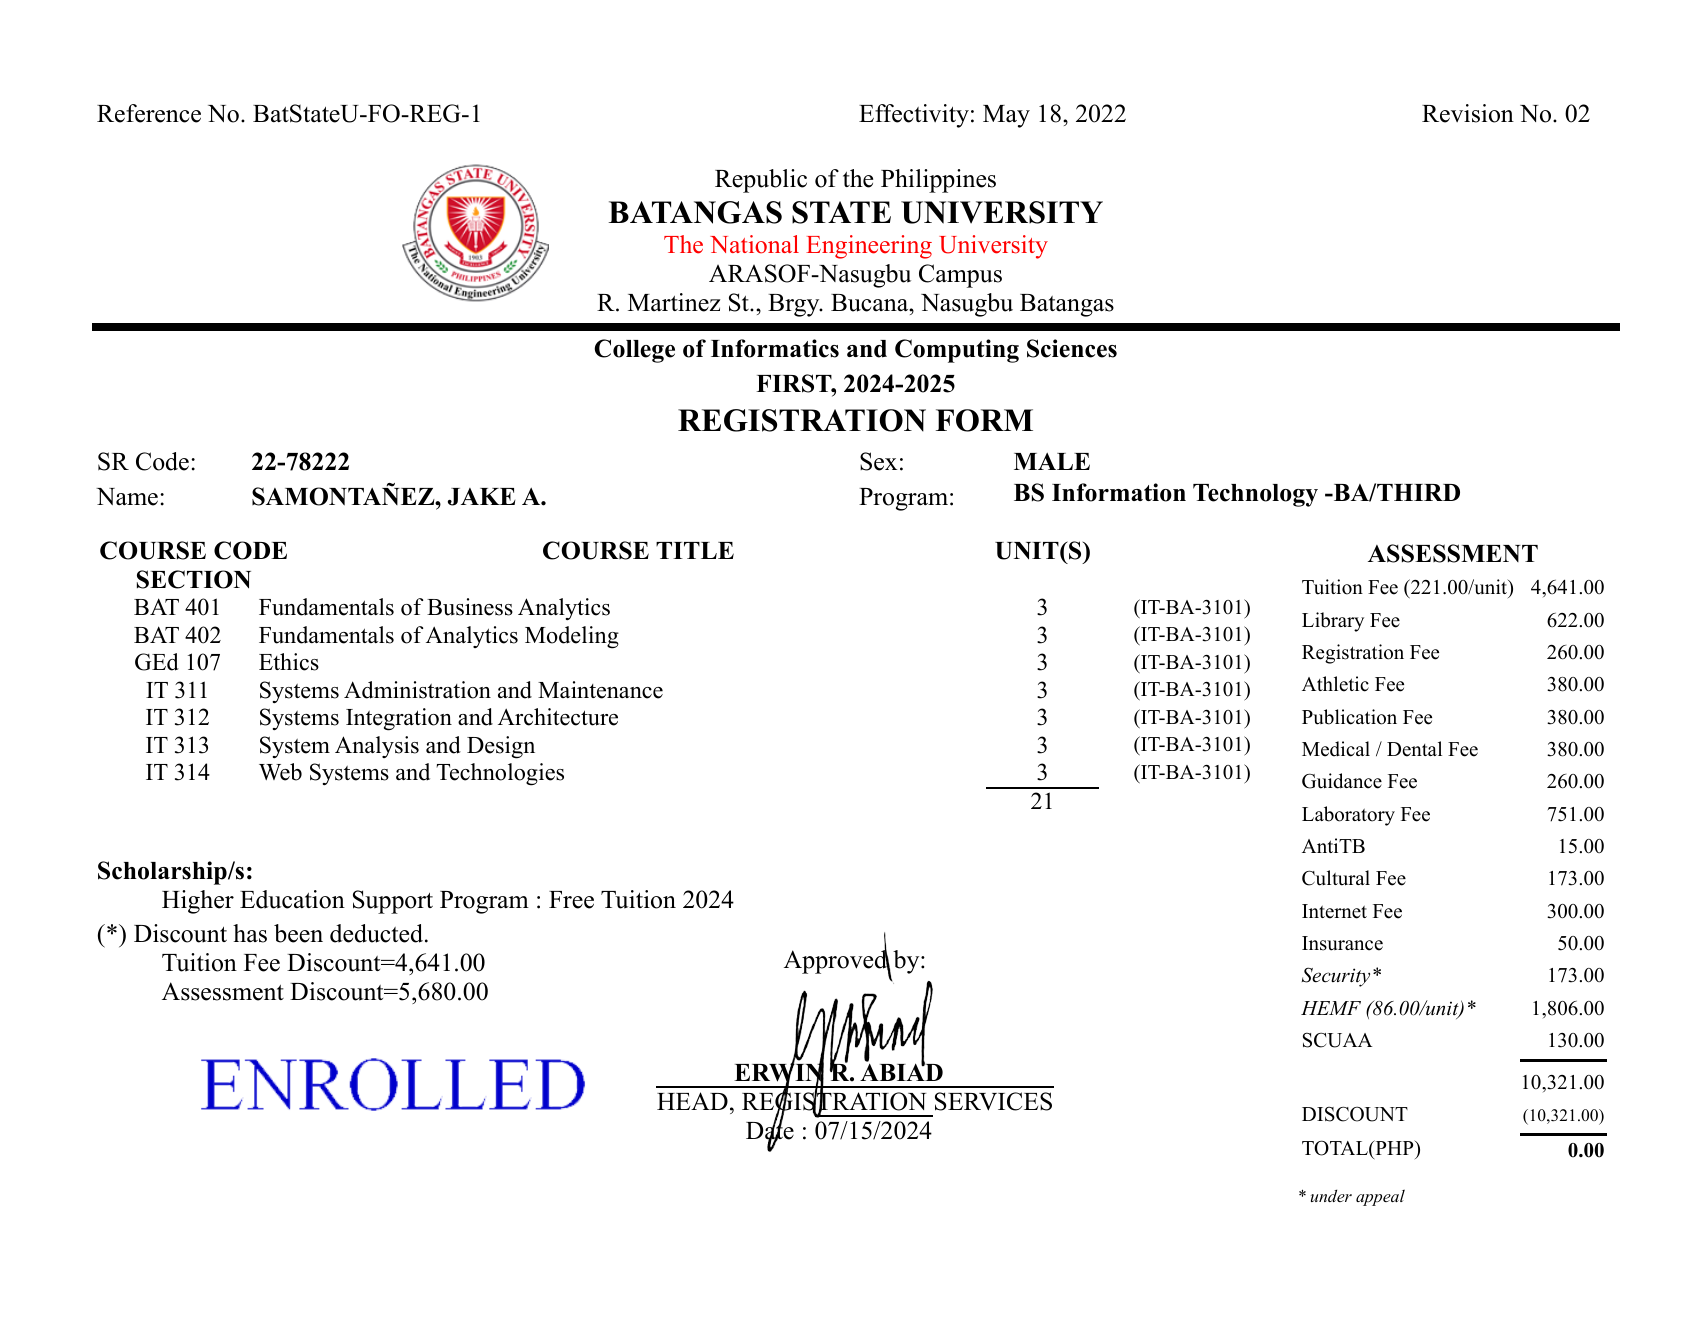 Reference No. BatStateU-FO-REG-1 Effectivity: May 18, 2022 Revision No. 02
BATANGAS STATE UNIVERSITY
1903
EXCELLENCE
PHILIPPINES
The National Engineering University
Republic of the Philippines
BATANGAS STATE UNIVERSITY
The National Engineering University
ARASOF-Nasugbu Campus
R. Martinez St., Brgy. Bucana, Nasugbu Batangas
College of Informatics and Computing Sciences
FIRST, 2024-2025
REGISTRATION FORM
SR Code: 22-78222 Sex: MALE
Name: SAMONTAÑEZ, JAKE A. Program: BS Information Technology -BA/THIRD
COURSE CODE COURSE TITLE UNIT(S)
SECTION
BAT 401 Fundamentals of Business Analytics 3 (IT-BA-3101)
BAT 402 Fundamentals of Analytics Modeling 3 (IT-BA-3101)
GEd 107 Ethics 3 (IT-BA-3101)
IT 311 Systems Administration and Maintenance 3 (IT-BA-3101)
IT 312 Systems Integration and Architecture 3 (IT-BA-3101)
IT 313 System Analysis and Design 3 (IT-BA-3101)
IT 314 Web Systems and Technologies 3 (IT-BA-3101)
21
ASSESSMENT
Tuition Fee (221.00/unit) 4,641.00
Library Fee 622.00
Registration Fee 260.00
Athletic Fee 380.00
Publication Fee 380.00
Medical / Dental Fee 380.00
Guidance Fee 260.00
Laboratory Fee 751.00
AntiTB 15.00
Cultural Fee 173.00
Internet Fee 300.00
Insurance 50.00
Security* 173.00
HEMF (86.00/unit)* 1,806.00
SCUAA 130.00
10,321.00
DISCOUNT (10,321.00)
TOTAL(PHP) 0.00
* under appeal
Scholarship/s:
Higher Education Support Program : Free Tuition 2024
(*) Discount has been deducted.
Tuition Fee Discount=4,641.00
Assessment Discount=5,680.00
ENROLLED
Approved by:
ERWIN R. ABIAD
HEAD, REGISTRATION SERVICES
Date : 07/15/2024